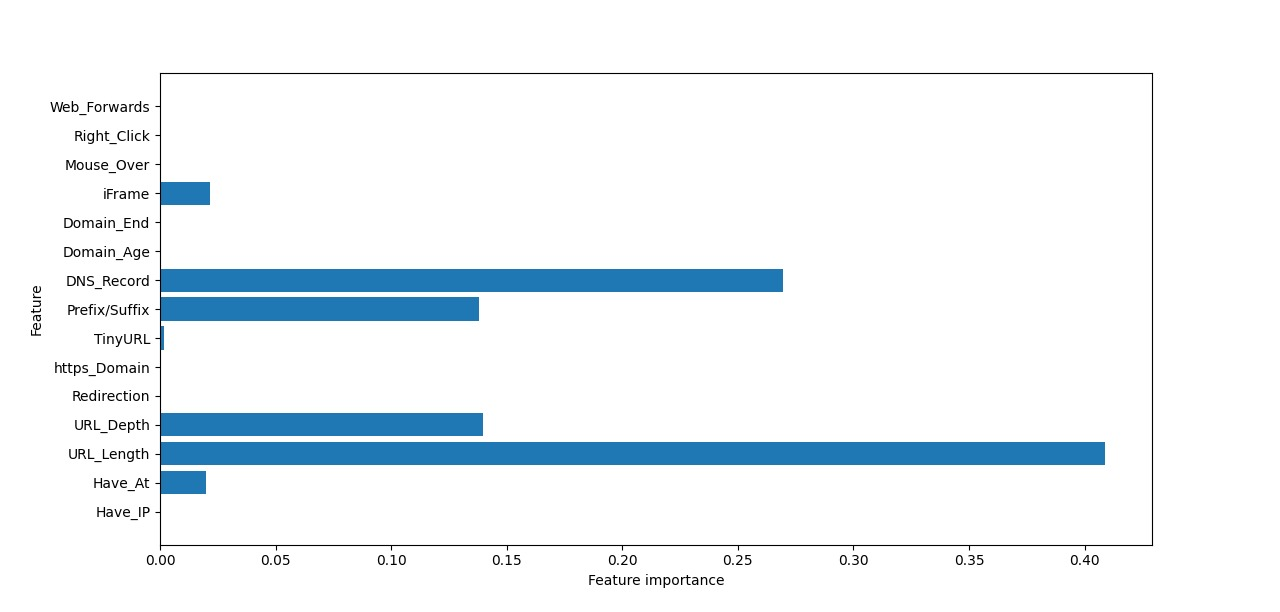 Web_Forwards
Right_Click
Mouse_Over
iFrame
Domain_End
Domain_Age
DNS_Record
Prefix/Suffix
TinyURL
https_Domain
Redirection
URL_Depth
URL_Length
Have_At
Have_IP
Feature
0.00 0.05 0.10 0.15 0.20 0.25 0.30 0.35 0.40
Feature importance